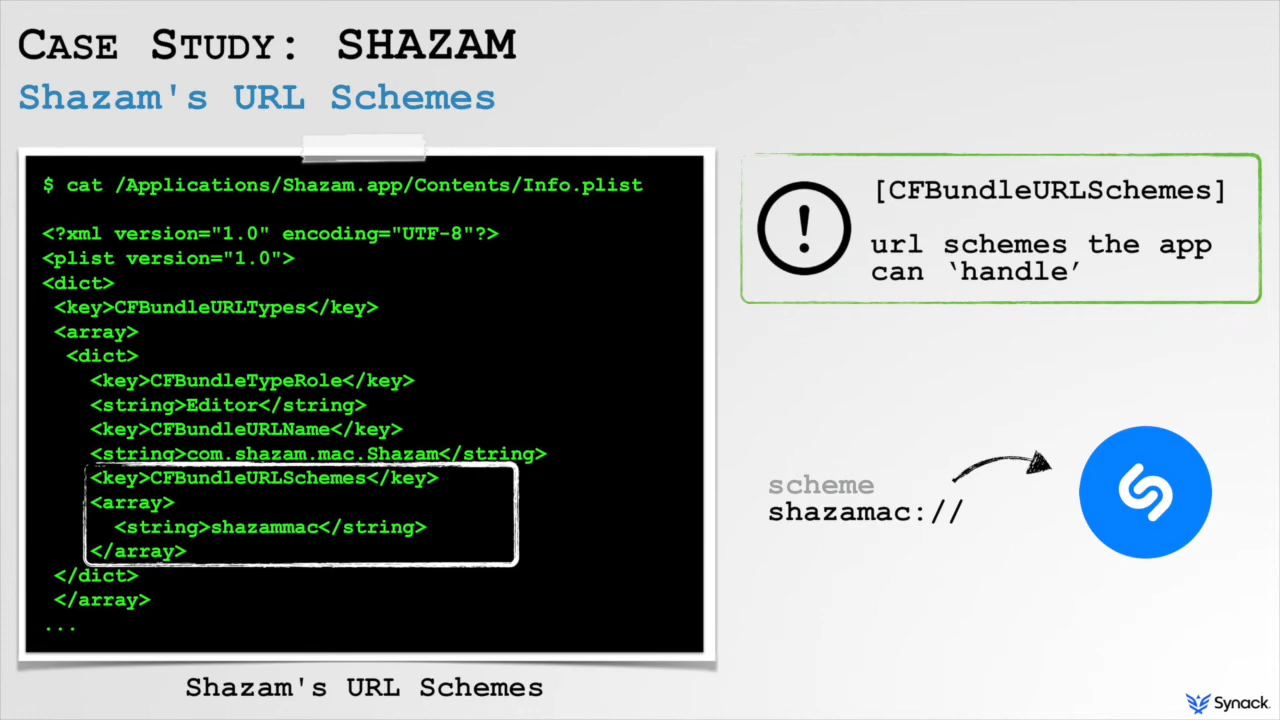 CASE STUDY: SHAZAM
Shazam's URL Schemes
$ cat /Applications/Shazam.app/Contents/Info.plist
<?xml version="1.0" encoding="UTF-8"?>
<plist version="1.0">
<dict>
<key>CFBundleURLTypes</key>
<array>
<dict>
<key>CFBundleTypeRole</key>
<string>Editor</string>
<key>CFBundleURLName</key>
<string>com.shazam.mac.Shazam</string>
<key>CFBundleURLSchemes</key>
<array>
<string>shazammac</string>
</array>
</dict>
</array>
...
Shazam's URL Schemes
[CFBundleURLSchemes]
url schemes the app
can ‘handle’
scheme
shazamac://
Synack.